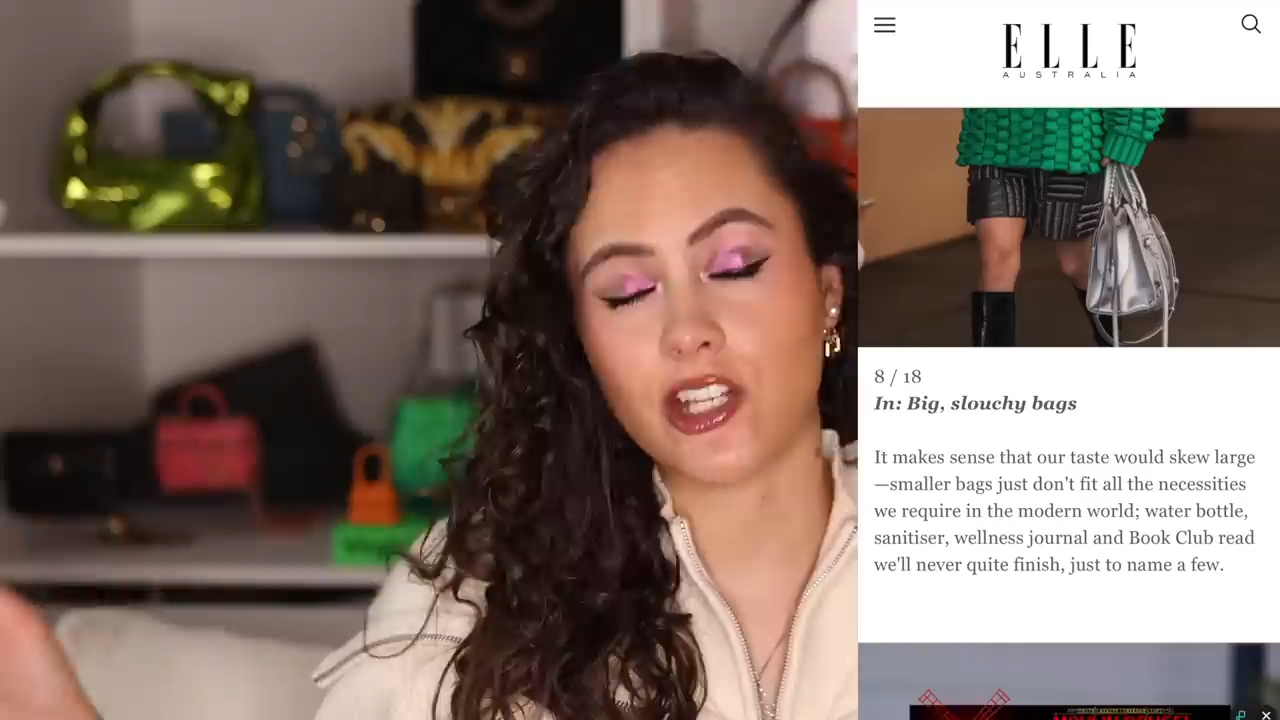 ELLE
AUSTRALIA
8 / 18
In: Big, slouchy bags
It makes sense that our taste would skew large
—smaller bags just don't fit all the necessities
we require in the modern world; water bottle,
sanitiser, wellness journal and Book Club read
we'll never quite finish, just to name a few.